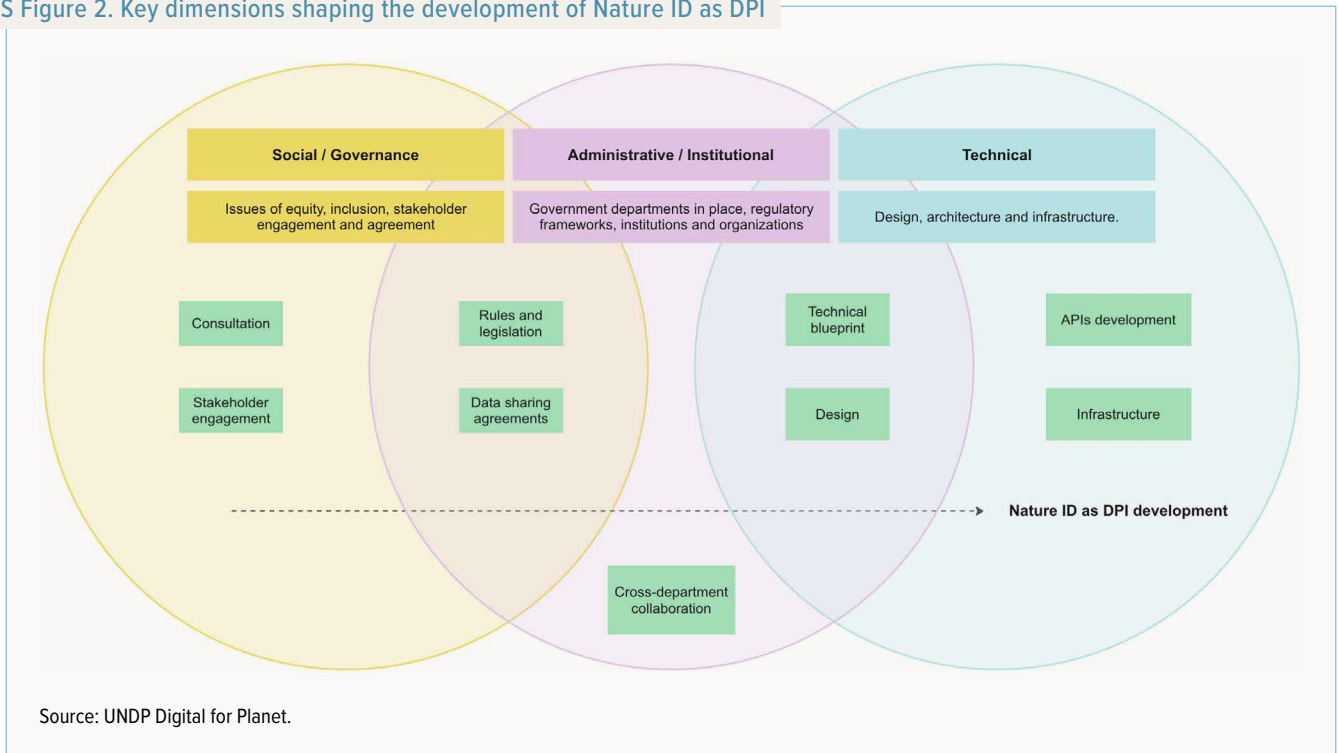 S Figure 2. Key dimensions shaping the development of Nature ID as DPI
Social / Governance
Administrative / Institutional
Technical
Issues of equity, inclusion, stakeholder
engagement and agreement
Government departments in place, regulatory
frameworks, institutions and organizations
Design, architecture and infrastructure.
Consultation
Rules and
legislation
Technical
blueprint
APIs development
Stakeholder
engagement
Data sharing
agreements
Design
Infrastructure
Nature ID as DPI development
Cross-department
collaboration
Source: UNDP Digital for Planet.